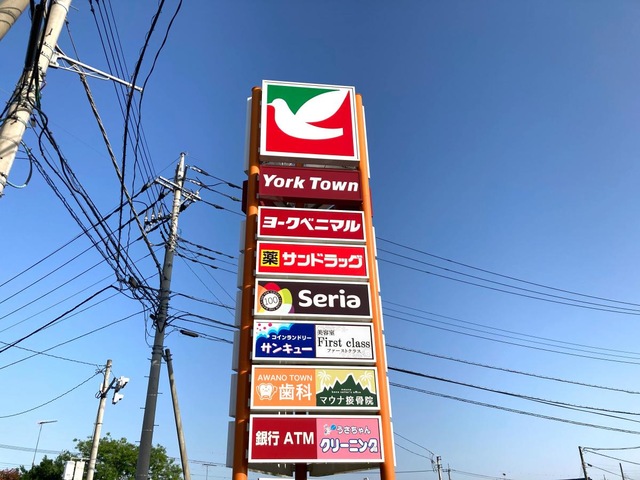 York Town
ヨークベニマル
薬 サンドラッグ
100 Seria
コインランドリー
サンキュー
美容室
First class
ファーストクラス
AWANO TOWN
歯科
マウナ接骨院
銀行 ATM
うさちゃん
クリーニング